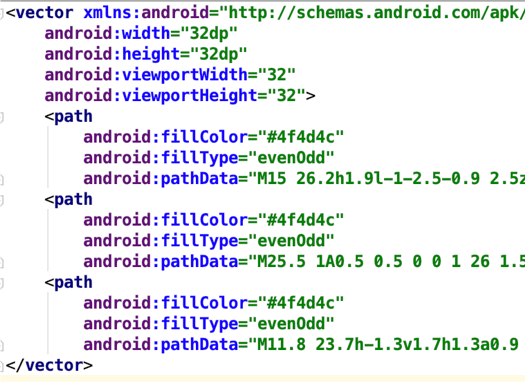 <vector xmlns:android="http://schemas.android.com/apk/
android:width="32dp"
android:height="32dp"
android:viewportWidth="32"
android:viewportHeight="32">
<path
android:fillColor="#4f4d4c"
android:fillType="evenOdd"
android:pathData="M15 26.2h1.9l-1-2.5-0.9 2.5z
<path
android:fillColor="#4f4d4c"
android:fillType="evenOdd"
android:pathData="M25.5 1A0.5 0.5 0 0 1 26 1.5
<path
android:fillColor="#4f4d4c"
android:fillType="evenOdd"
android:pathData="M11.8 23.7h-1.3v1.7h1.3a0.9
</vector>